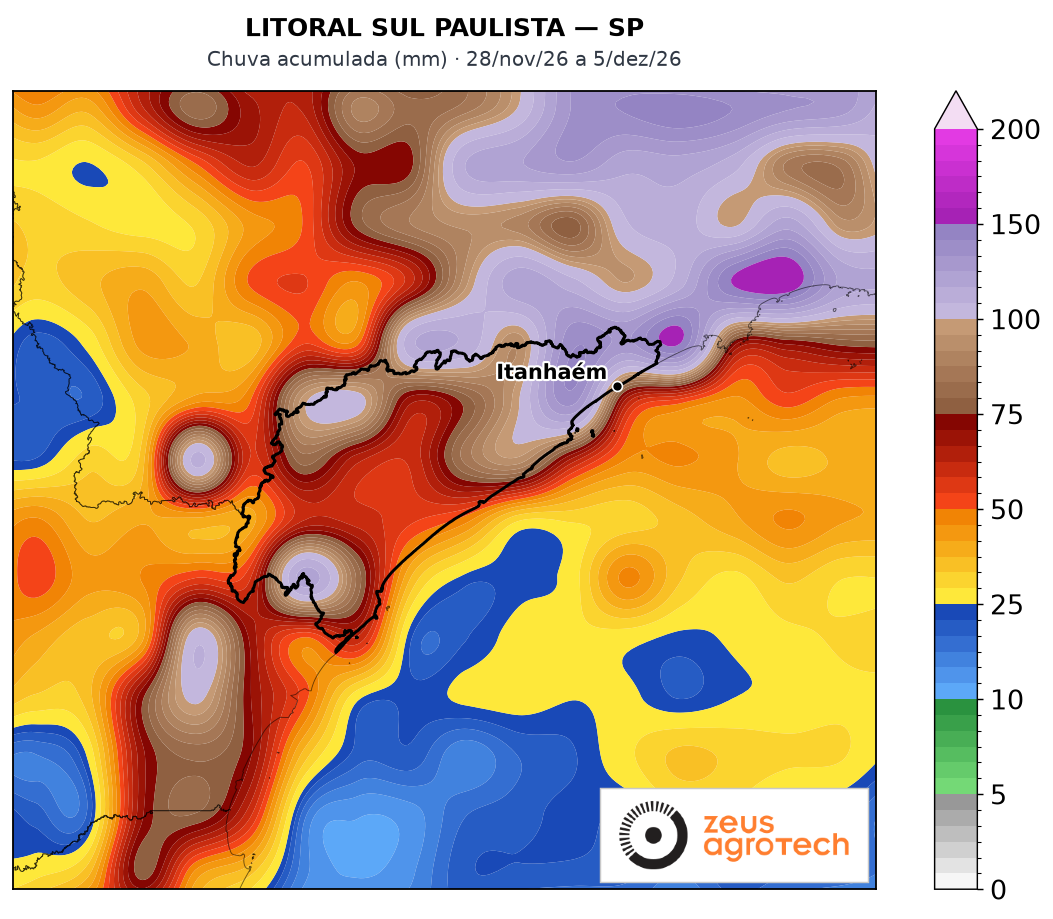 LITORAL SUL PAULISTA — SP
Chuva acumulada (mm) · 28/nov/26 a 5/dez/26
200
150
100
75
50
25
10
5
0
Itanhaém
zeus
agrotech